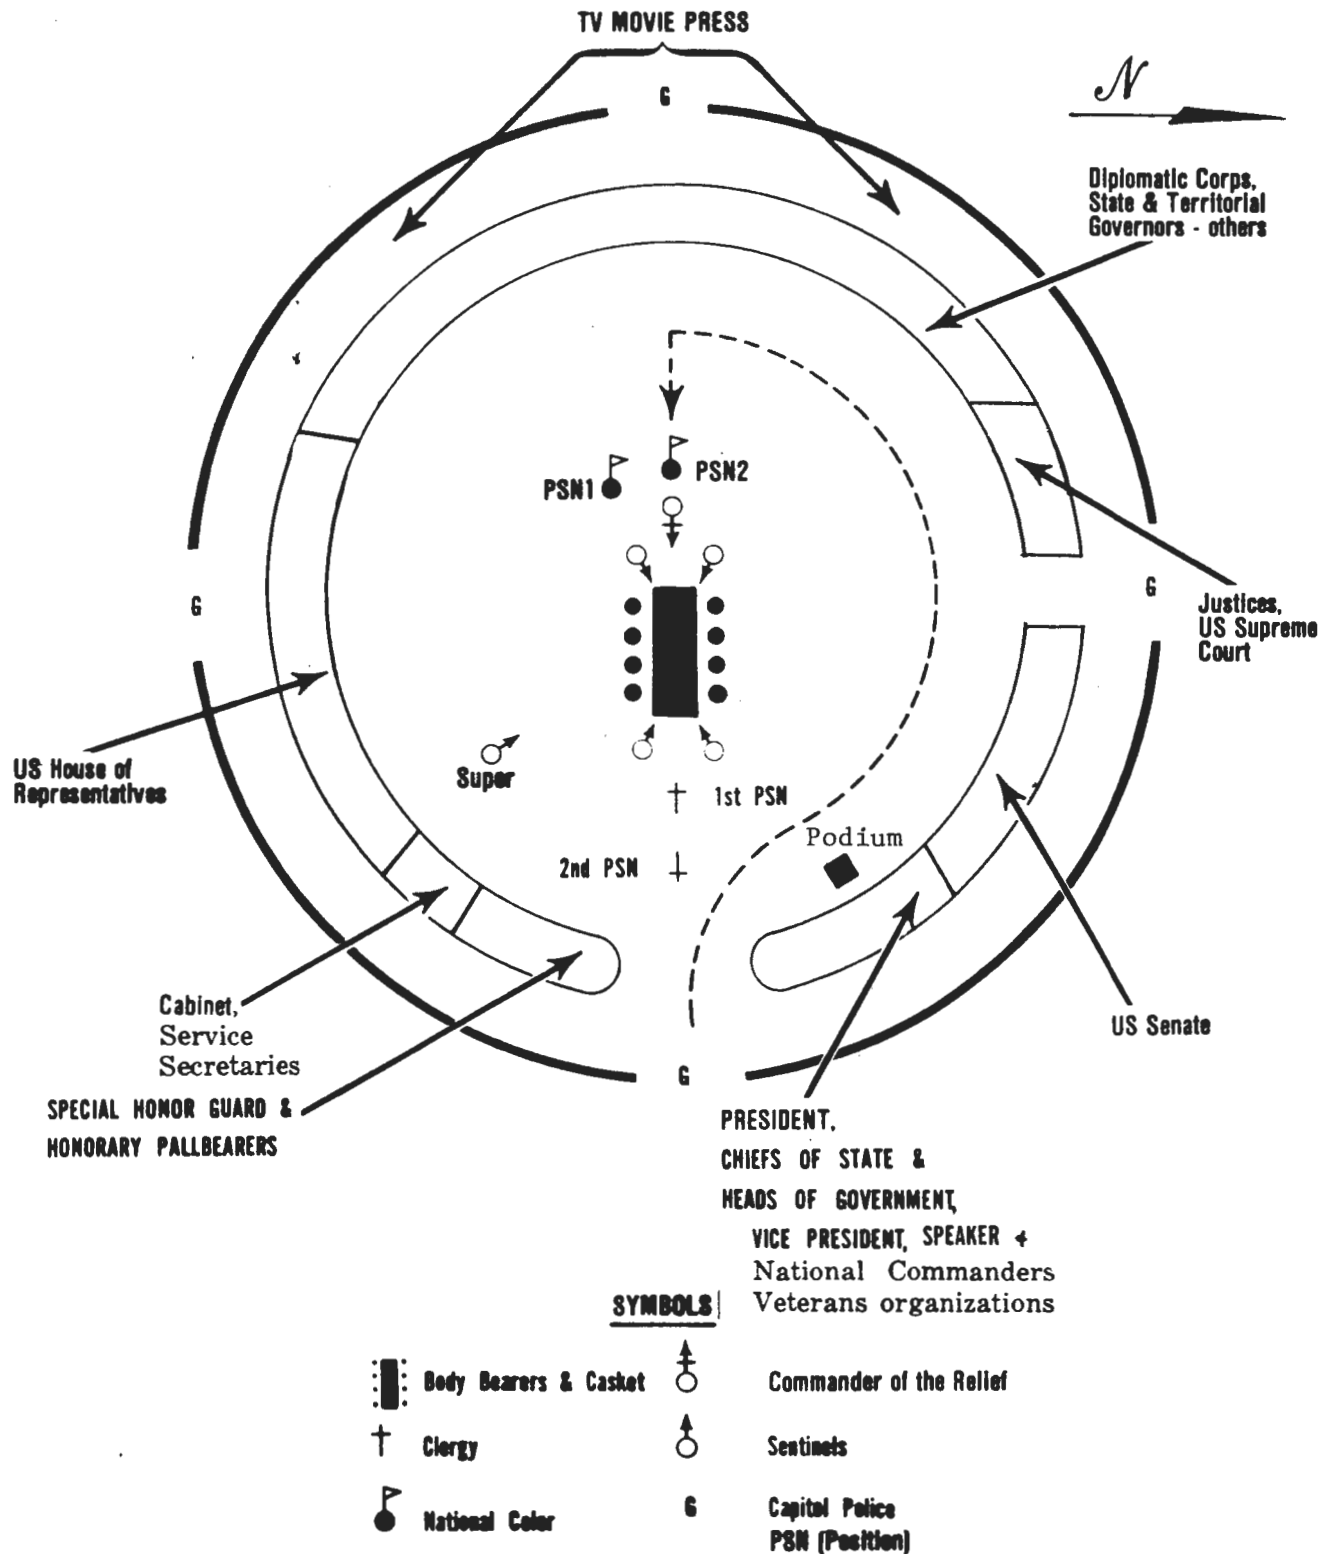 TV MOVIE PRESS
G
N
Diplomatic Corps,
State & Territorial
Governors - others
PSN1
PSN2
G
G
Justices,
US Supreme
Court
US House of
Representatives
Super
1st PSN
Podium
2nd PSN
Cabinet,
Service
Secretaries
US Senate
G
SPECIAL HONOR GUARD &
HONORARY PALLBEARERS
PRESIDENT,
CHIEFS OF STATE &
HEADS OF GOVERNMENT,
VICE PRESIDENT, SPEAKER &
National Commanders
Veterans organizations
SYMBOLS
Body Bearers & Casket
Commander of the Relief
Clergy
Sentinels
National Color
G
Capitol Police
PSN (Position)